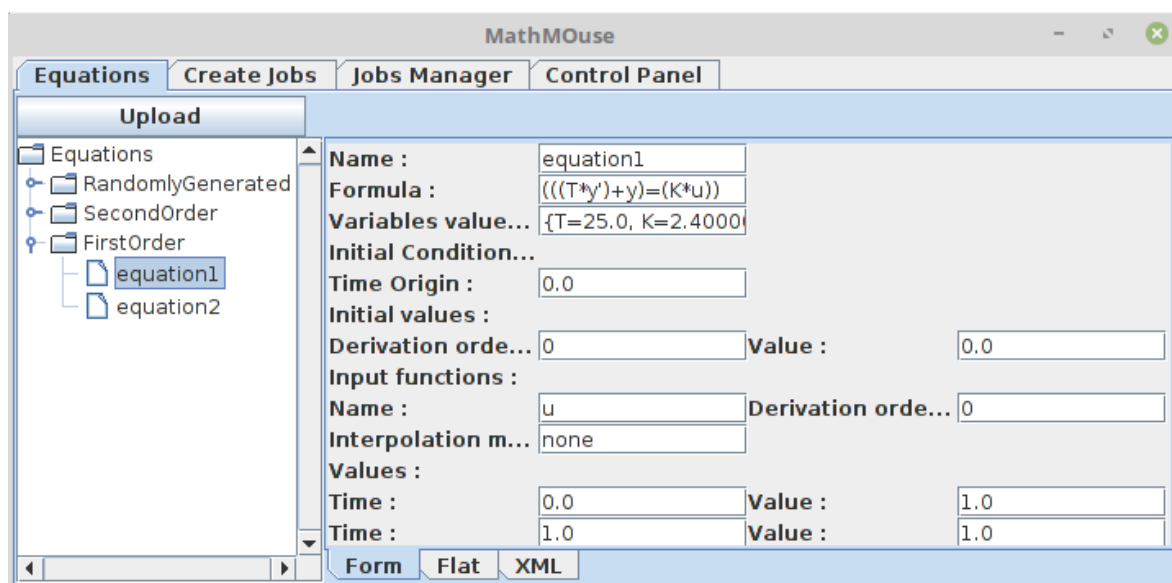 MathMOuse
Equations Create Jobs Jobs Manager Control Panel
Upload
Equations
RandomlyGenerated
SecondOrder
FirstOrder
equation1
equation2
Name : equation1
Formula : (((T*y')+y)=(K*u))
Variables value... {T=25.0, K=2.4000
Initial Condition...
Time Origin : 0.0
Initial values :
Derivation orde... 0 Value : 0.0
Input functions :
Name : u Derivation orde... 0
Interpolation m... none
Values :
Time : 0.0 Value : 1.0
Time : 1.0 Value : 1.0
Form Flat XML